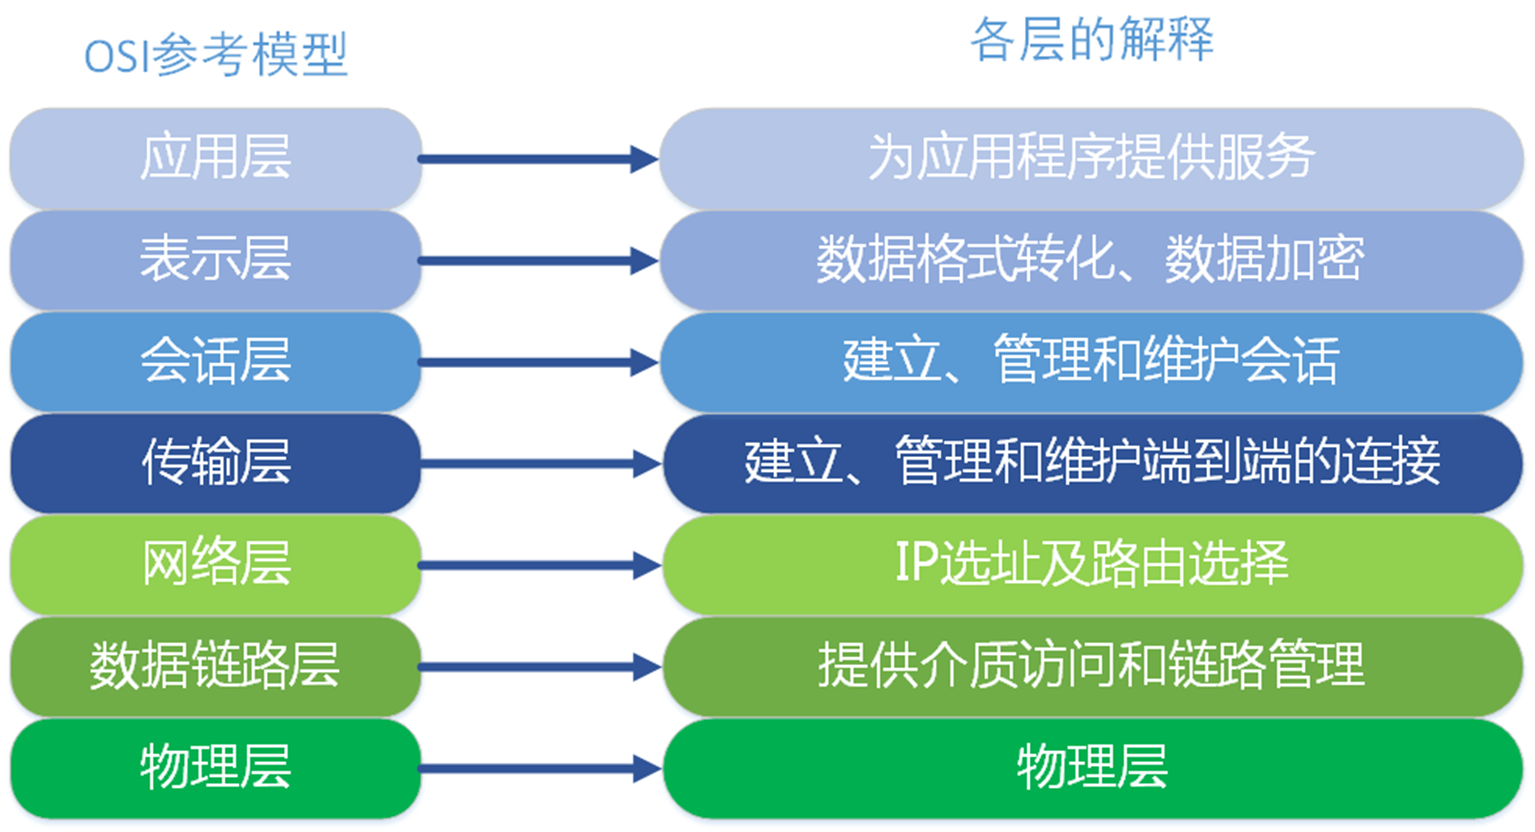 OSI参考模型
各层的解释
应用层
为应用程序提供服务
表示层
数据格式转化、数据加密
会话层
建立、管理和维护会话
传输层
建立、管理和维护端到端的连接
网络层
IP选址及路由选择
数据链路层
提供介质访问和链路管理
物理层
物理层